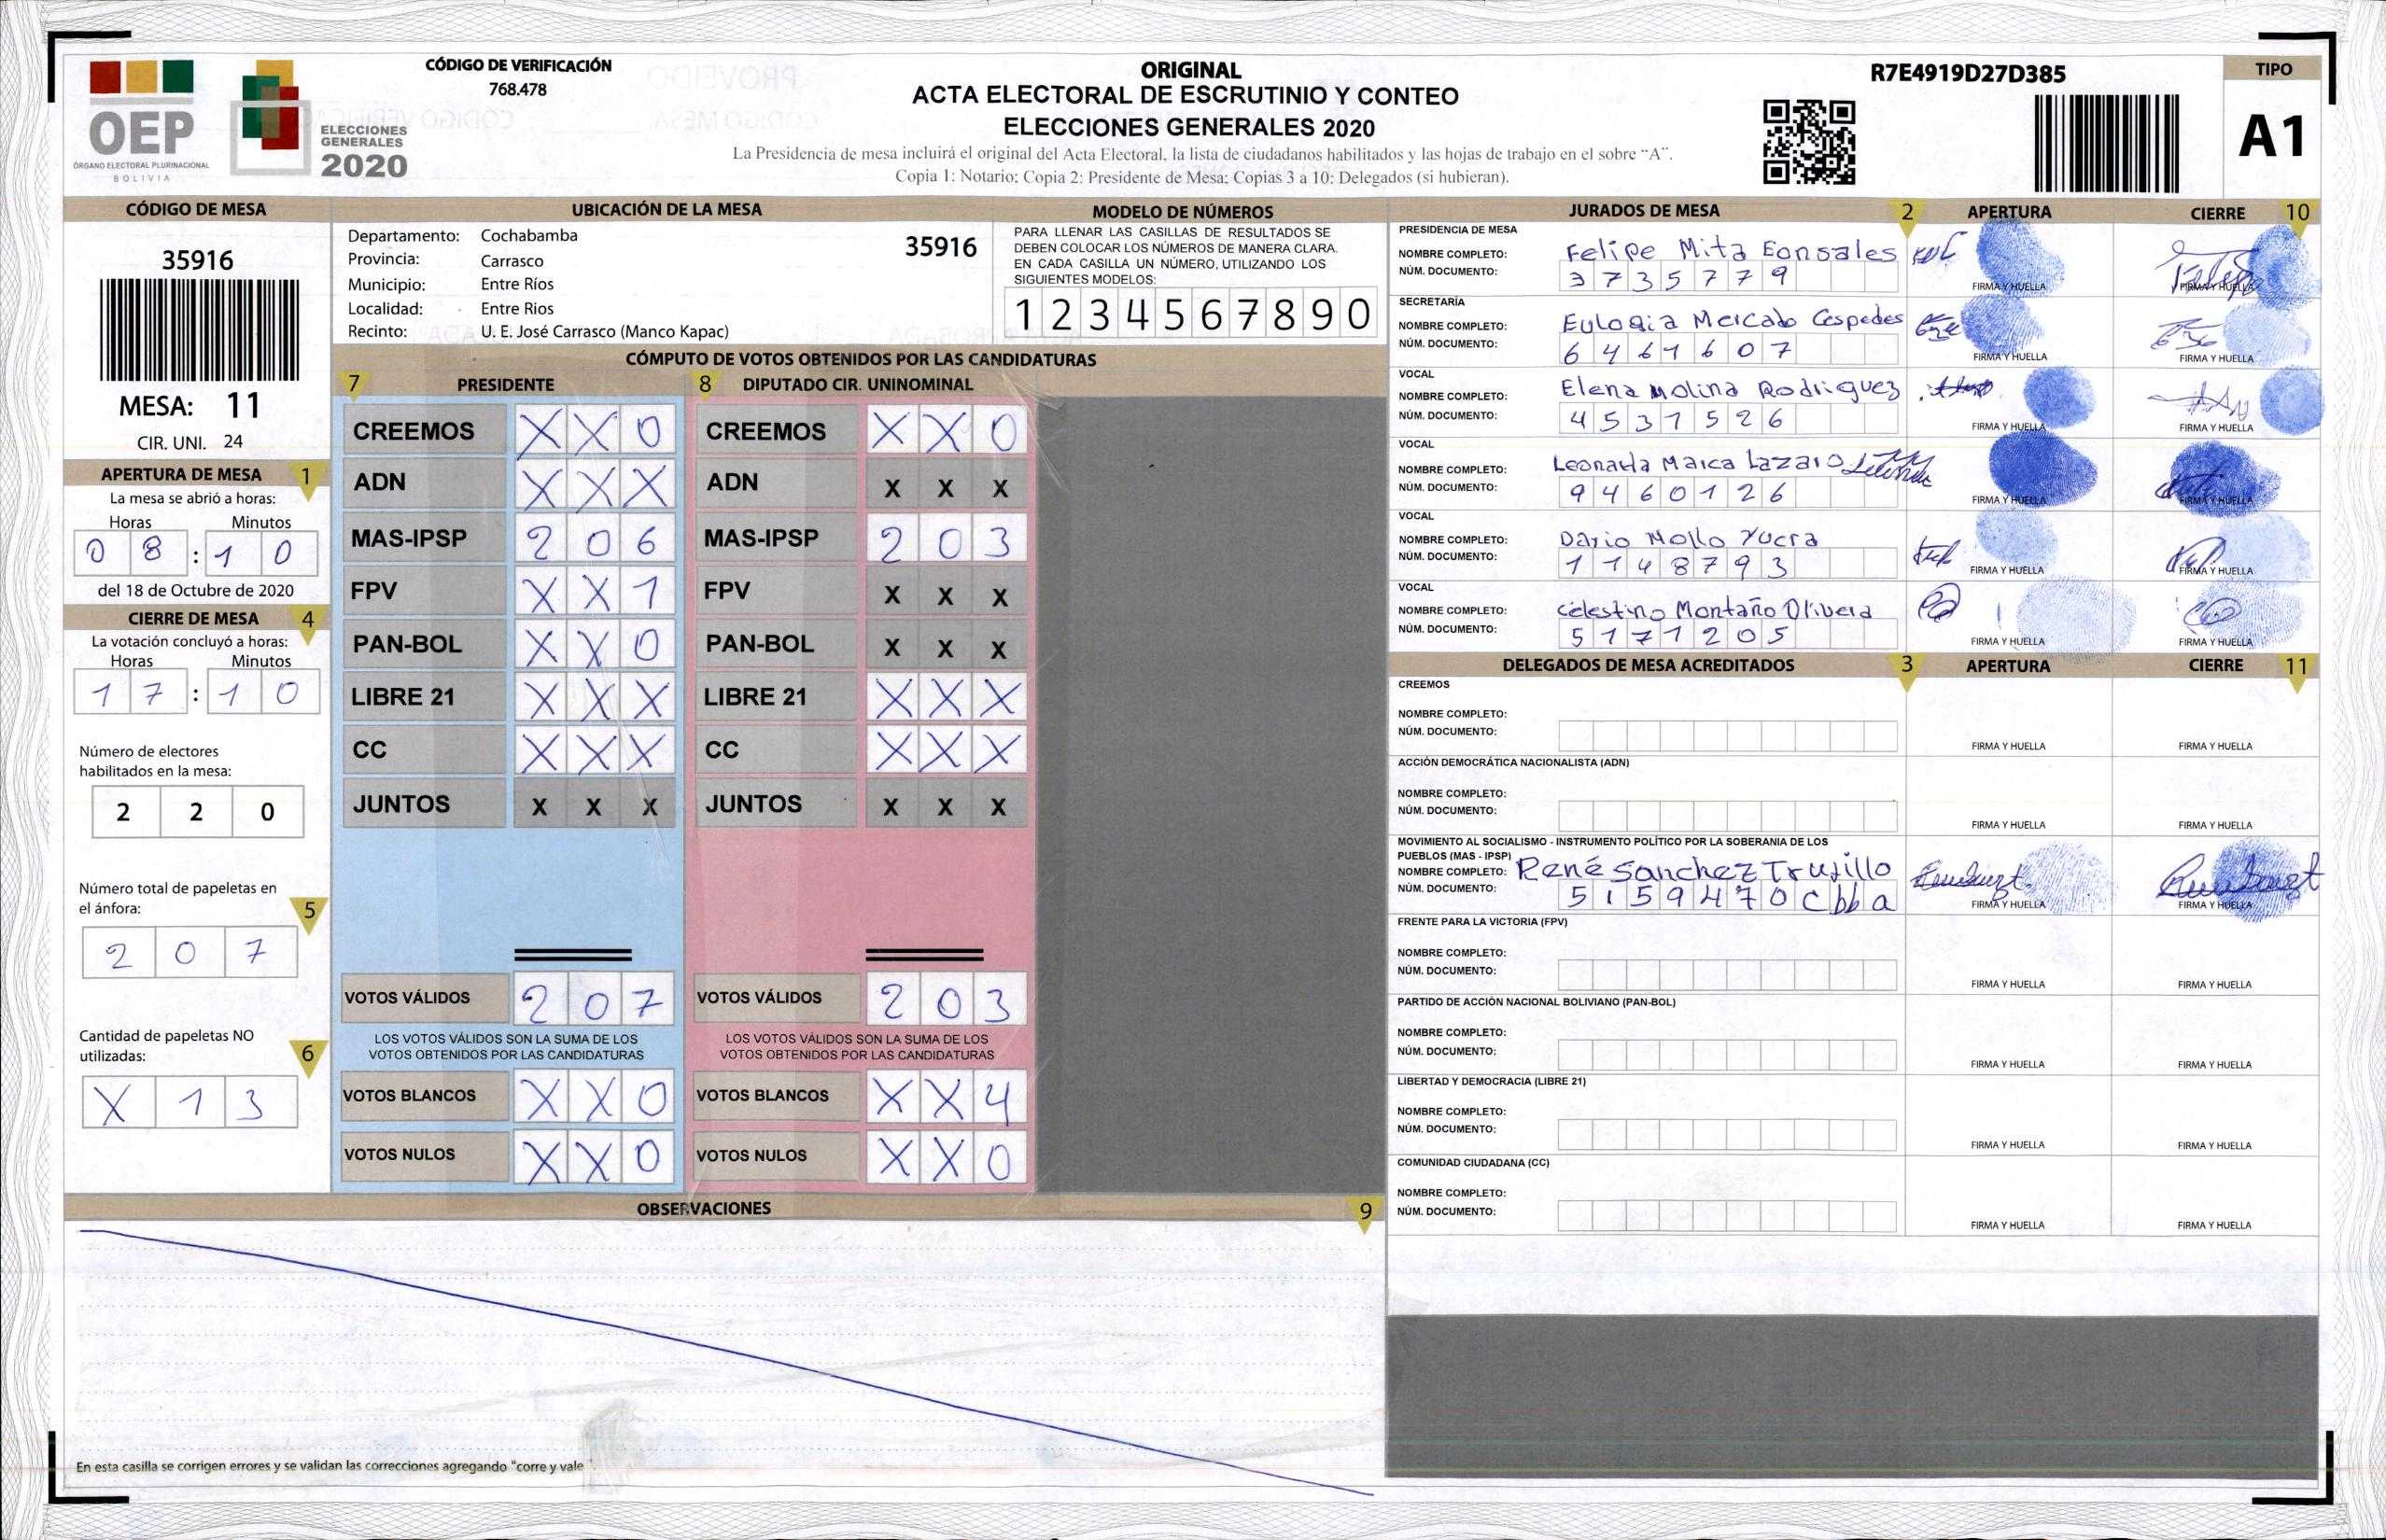 CÓDIGO DE VERIFICACIÓN
768.478
OEP
ÓRGANO ELECTORAL PLURINACIONAL
BOLIVIA
ELECCIONES
GENERALES
2020
ORIGINAL
ACTA ELECTORAL DE ESCRUTINIO Y CONTEO
ELECCIONES GENERALES 2020
La Presidencia de mesa incluirá el original del Acta Electoral, la lista de ciudadanos habilitados y las hojas de trabajo en el sobre "A".
Copia 1: Notario; Copia 2: Presidente de Mesa; Copias 3 a 10: Delegados (si hubieran).
R7E4919D27D385
TIPO
A1
CÓDIGO DE MESA
35916
MESA: 11
CIR. UNI. 24
APERTURA DE MESA 1
La mesa se abrió a horas:
Horas Minutos
0 8 : 1 0
del 18 de Octubre de 2020
CIERRE DE MESA 4
La votación concluyó a horas:
Horas Minutos
1 7 : 1 0
Número de electores
habilitados en la mesa:
2 2 0
Número total de papeletas en
el ánfora: 5
2 0 7
Cantidad de papeletas NO
utilizadas: 6
X 1 3
UBICACIÓN DE LA MESA
Departamento: Cochabamba 35916
Provincia: Carrasco
Municipio: Entre Ríos
Localidad: Entre Rios
Recinto: U. E. José Carrasco (Manco Kapac)
MODELO DE NÚMEROS
PARA LLENAR LAS CASILLAS DE RESULTADOS SE
DEBEN COLOCAR LOS NÚMEROS DE MANERA CLARA.
EN CADA CASILLA UN NÚMERO, UTILIZANDO LOS
SIGUIENTES MODELOS:
1 2 3 4 5 6 7 8 9 0
CÓMPUTO DE VOTOS OBTENIDOS POR LAS CANDIDATURAS
7 PRESIDENTE 8 DIPUTADO CIR. UNINOMINAL
CREEMOS X X 0 CREEMOS X X 0
ADN X X X ADN X X X
MAS-IPSP 2 0 6 MAS-IPSP 2 0 3
FPV X X 1 FPV X X X
PAN-BOL X X 0 PAN-BOL X X X
LIBRE 21 X X X LIBRE 21 X X X
CC X X X CC X X X
JUNTOS X X X JUNTOS X X X
VOTOS VÁLIDOS 2 0 7 VOTOS VÁLIDOS 2 0 3
LOS VOTOS VÁLIDOS SON LA SUMA DE LOS LOS VOTOS VÁLIDOS SON LA SUMA DE LOS
VOTOS OBTENIDOS POR LAS CANDIDATURAS VOTOS OBTENIDOS POR LAS CANDIDATURAS
VOTOS BLANCOS X X 0 VOTOS BLANCOS X X 4
VOTOS NULOS X X 0 VOTOS NULOS X X 0
OBSERVACIONES 9
En esta casilla se corrigen errores y se validan las correcciones agregando "corre y vale
JURADOS DE MESA 2 APERTURA CIERRE 10
PRESIDENCIA DE MESA
NOMBRE COMPLETO: Felipe Mita Eonsales
NÚM. DOCUMENTO: 3 7 3 5 7 7 9
FIRMA Y HUELLA FIRMA Y HUELLA
SECRETARÍA
NOMBRE COMPLETO: Eulogia Mercado Cespedes
NÚM. DOCUMENTO: 6 4 6 1 6 0 7
FIRMA Y HUELLA FIRMA Y HUELLA
VOCAL
NOMBRE COMPLETO: Elena Molina Rodriguez
NÚM. DOCUMENTO: 4 5 3 1 5 2 6
FIRMA Y HUELLA FIRMA Y HUELLA
VOCAL
NOMBRE COMPLETO: Leonarda Marca Lazaro
NÚM. DOCUMENTO: 9 4 6 0 1 2 6
FIRMA Y HUELLA FIRMA Y HUELLA
VOCAL
NOMBRE COMPLETO: Dario Mollo Yucra
NÚM. DOCUMENTO: 1 1 4 8 7 9 3
FIRMA Y HUELLA FIRMA Y HUELLA
VOCAL
NOMBRE COMPLETO: Celestino Montaño Olivera
NÚM. DOCUMENTO: 5 1 7 1 2 0 5
FIRMA Y HUELLA FIRMA Y HUELLA
DELEGADOS DE MESA ACREDITADOS 3 APERTURA CIERRE 11
CREEMOS
NOMBRE COMPLETO:
NÚM. DOCUMENTO:
FIRMA Y HUELLA FIRMA Y HUELLA
ACCIÓN DEMOCRÁTICA NACIONALISTA (ADN)
NOMBRE COMPLETO:
NÚM. DOCUMENTO:
FIRMA Y HUELLA FIRMA Y HUELLA
MOVIMIENTO AL SOCIALISMO - INSTRUMENTO POLÍTICO POR LA SOBERANIA DE LOS
PUEBLOS (MAS - IPSP)
NOMBRE COMPLETO: René Sanchez Trujillo
NÚM. DOCUMENTO: 5 1 5 9 4 7 0 C bb a
FIRMA Y HUELLA FIRMA Y HUELLA
FRENTE PARA LA VICTORIA (FPV)
NOMBRE COMPLETO:
NÚM. DOCUMENTO:
FIRMA Y HUELLA FIRMA Y HUELLA
PARTIDO DE ACCIÓN NACIONAL BOLIVIANO (PAN-BOL)
NOMBRE COMPLETO:
NÚM. DOCUMENTO:
FIRMA Y HUELLA FIRMA Y HUELLA
LIBERTAD Y DEMOCRACIA (LIBRE 21)
NOMBRE COMPLETO:
NÚM. DOCUMENTO:
FIRMA Y HUELLA FIRMA Y HUELLA
COMUNIDAD CIUDADANA (CC)
NOMBRE COMPLETO:
NÚM. DOCUMENTO:
FIRMA Y HUELLA FIRMA Y HUELLA